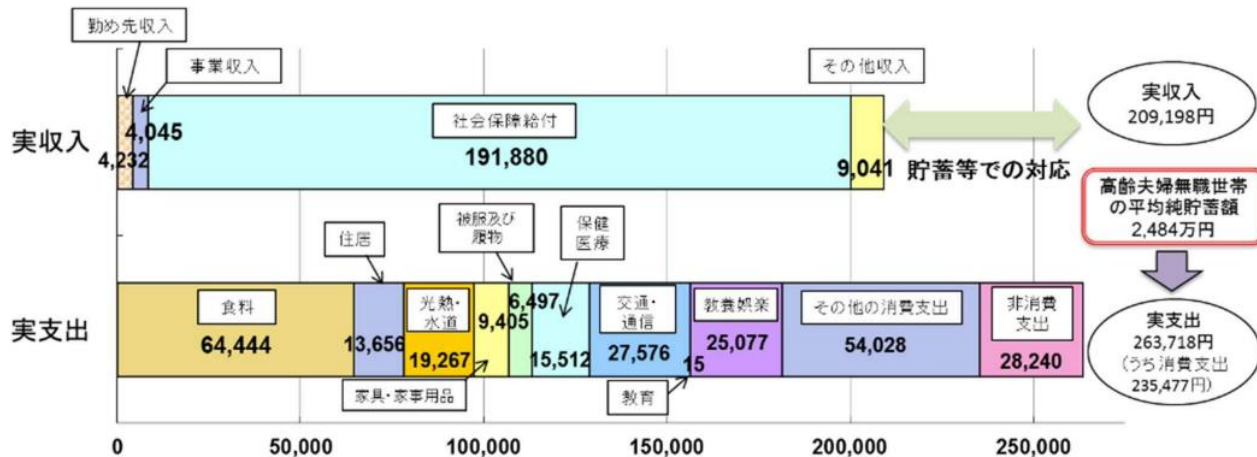 勤め先収入
事業収入
その他収入
実収入
4,232
4,045
社会保障給付
191,880
9,041
貯蓄等での対応
実収入
209,198円
高齢夫婦無職世帯
の平均純貯蓄額
2,484万円
住居
被服及び
履物
保健
医療
実支出
食料
64,444
13,656
光熱・
水道
19,267
9,405
6,497
15,512
交通・
通信
27,576
15
教養娯楽
25,077
その他の消費支出
54,028
非消費
支出
28,240
家具・家事用品
教育
実支出
263,718円
(うち消費支出
235,477円)
0
50,000
100,000
150,000
200,000
250,000